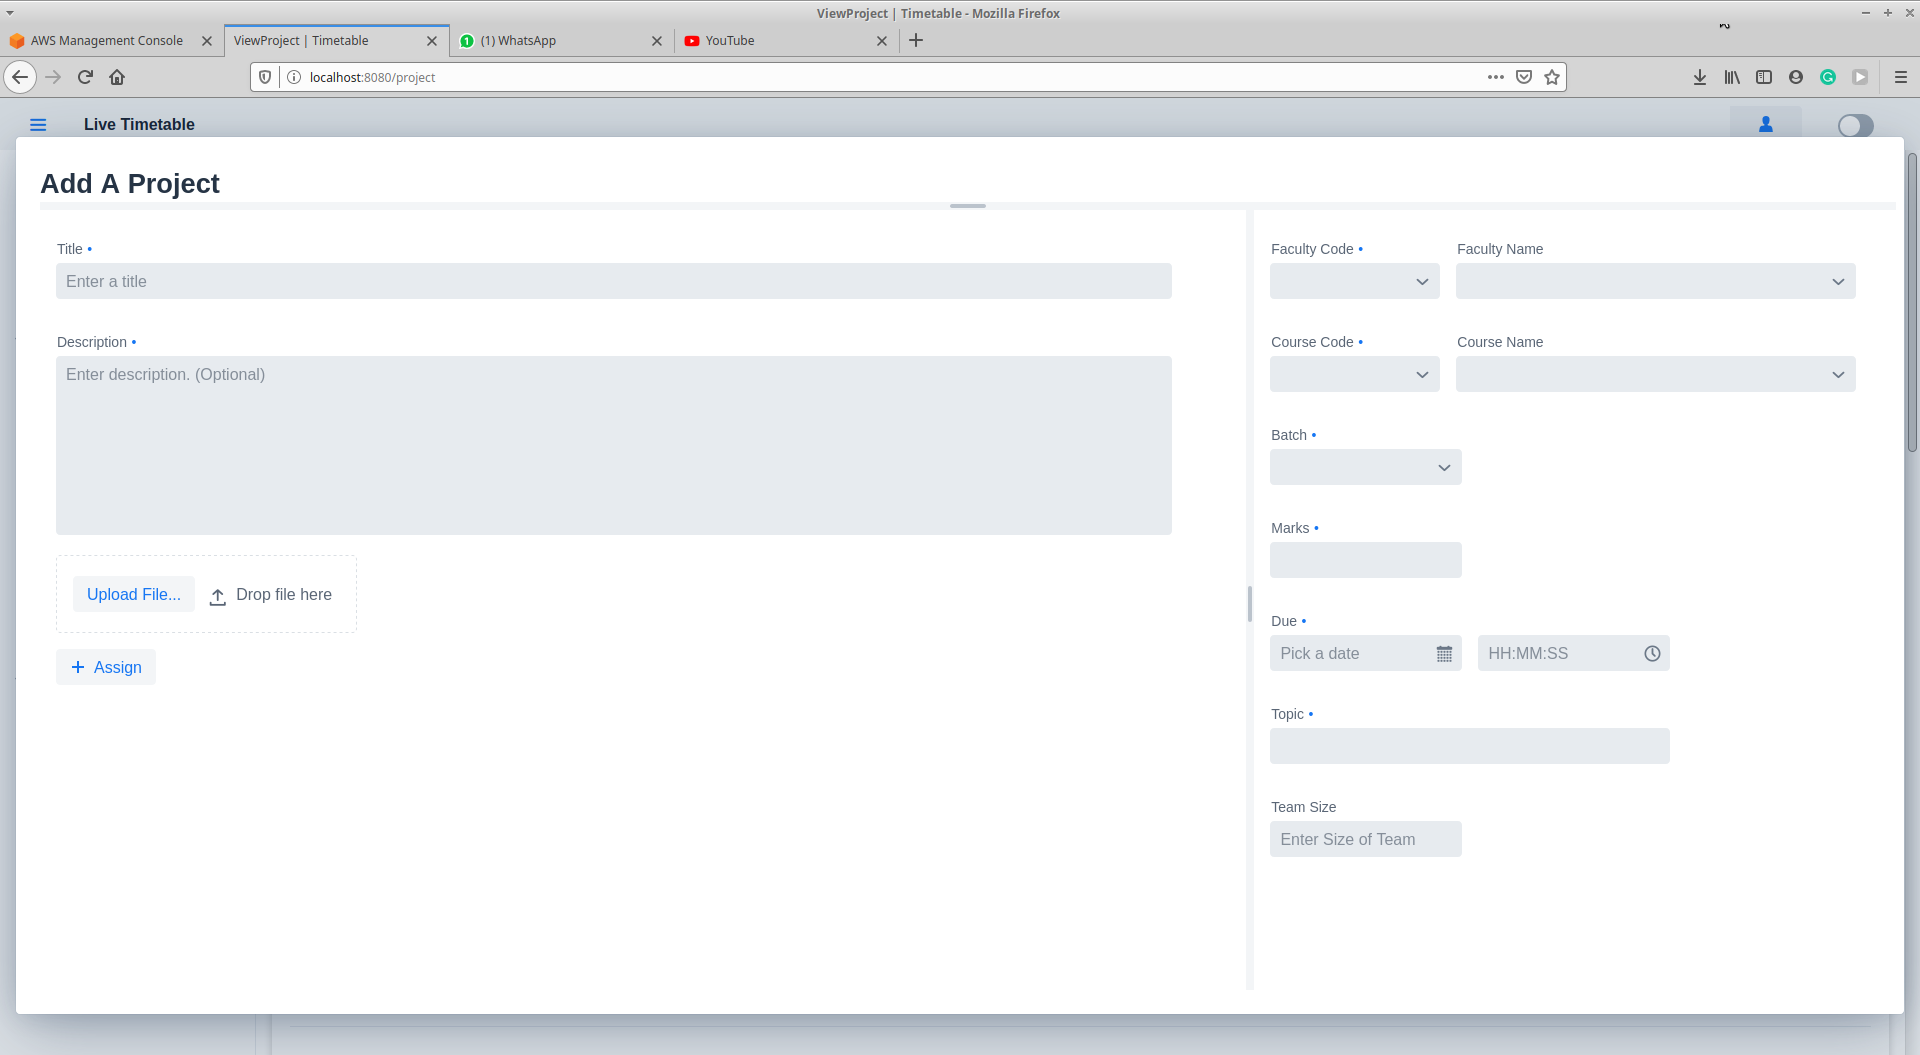 ViewProject | Timetable - Mozilla Firefox
AWS Management Console
ViewProject | Timetable
1
(1) WhatsApp
YouTube
localhost:8080/project
Live Timetable
Add A Project
Title •
Enter a title
Description •
Enter description. (Optional)
Upload File...
Drop file here
+ Assign
Faculty Code •
Faculty Name
Course Code •
Course Name
Batch •
Marks •
Due •
Pick a date
HH:MM:SS
Topic •
Team Size
Enter Size of Team